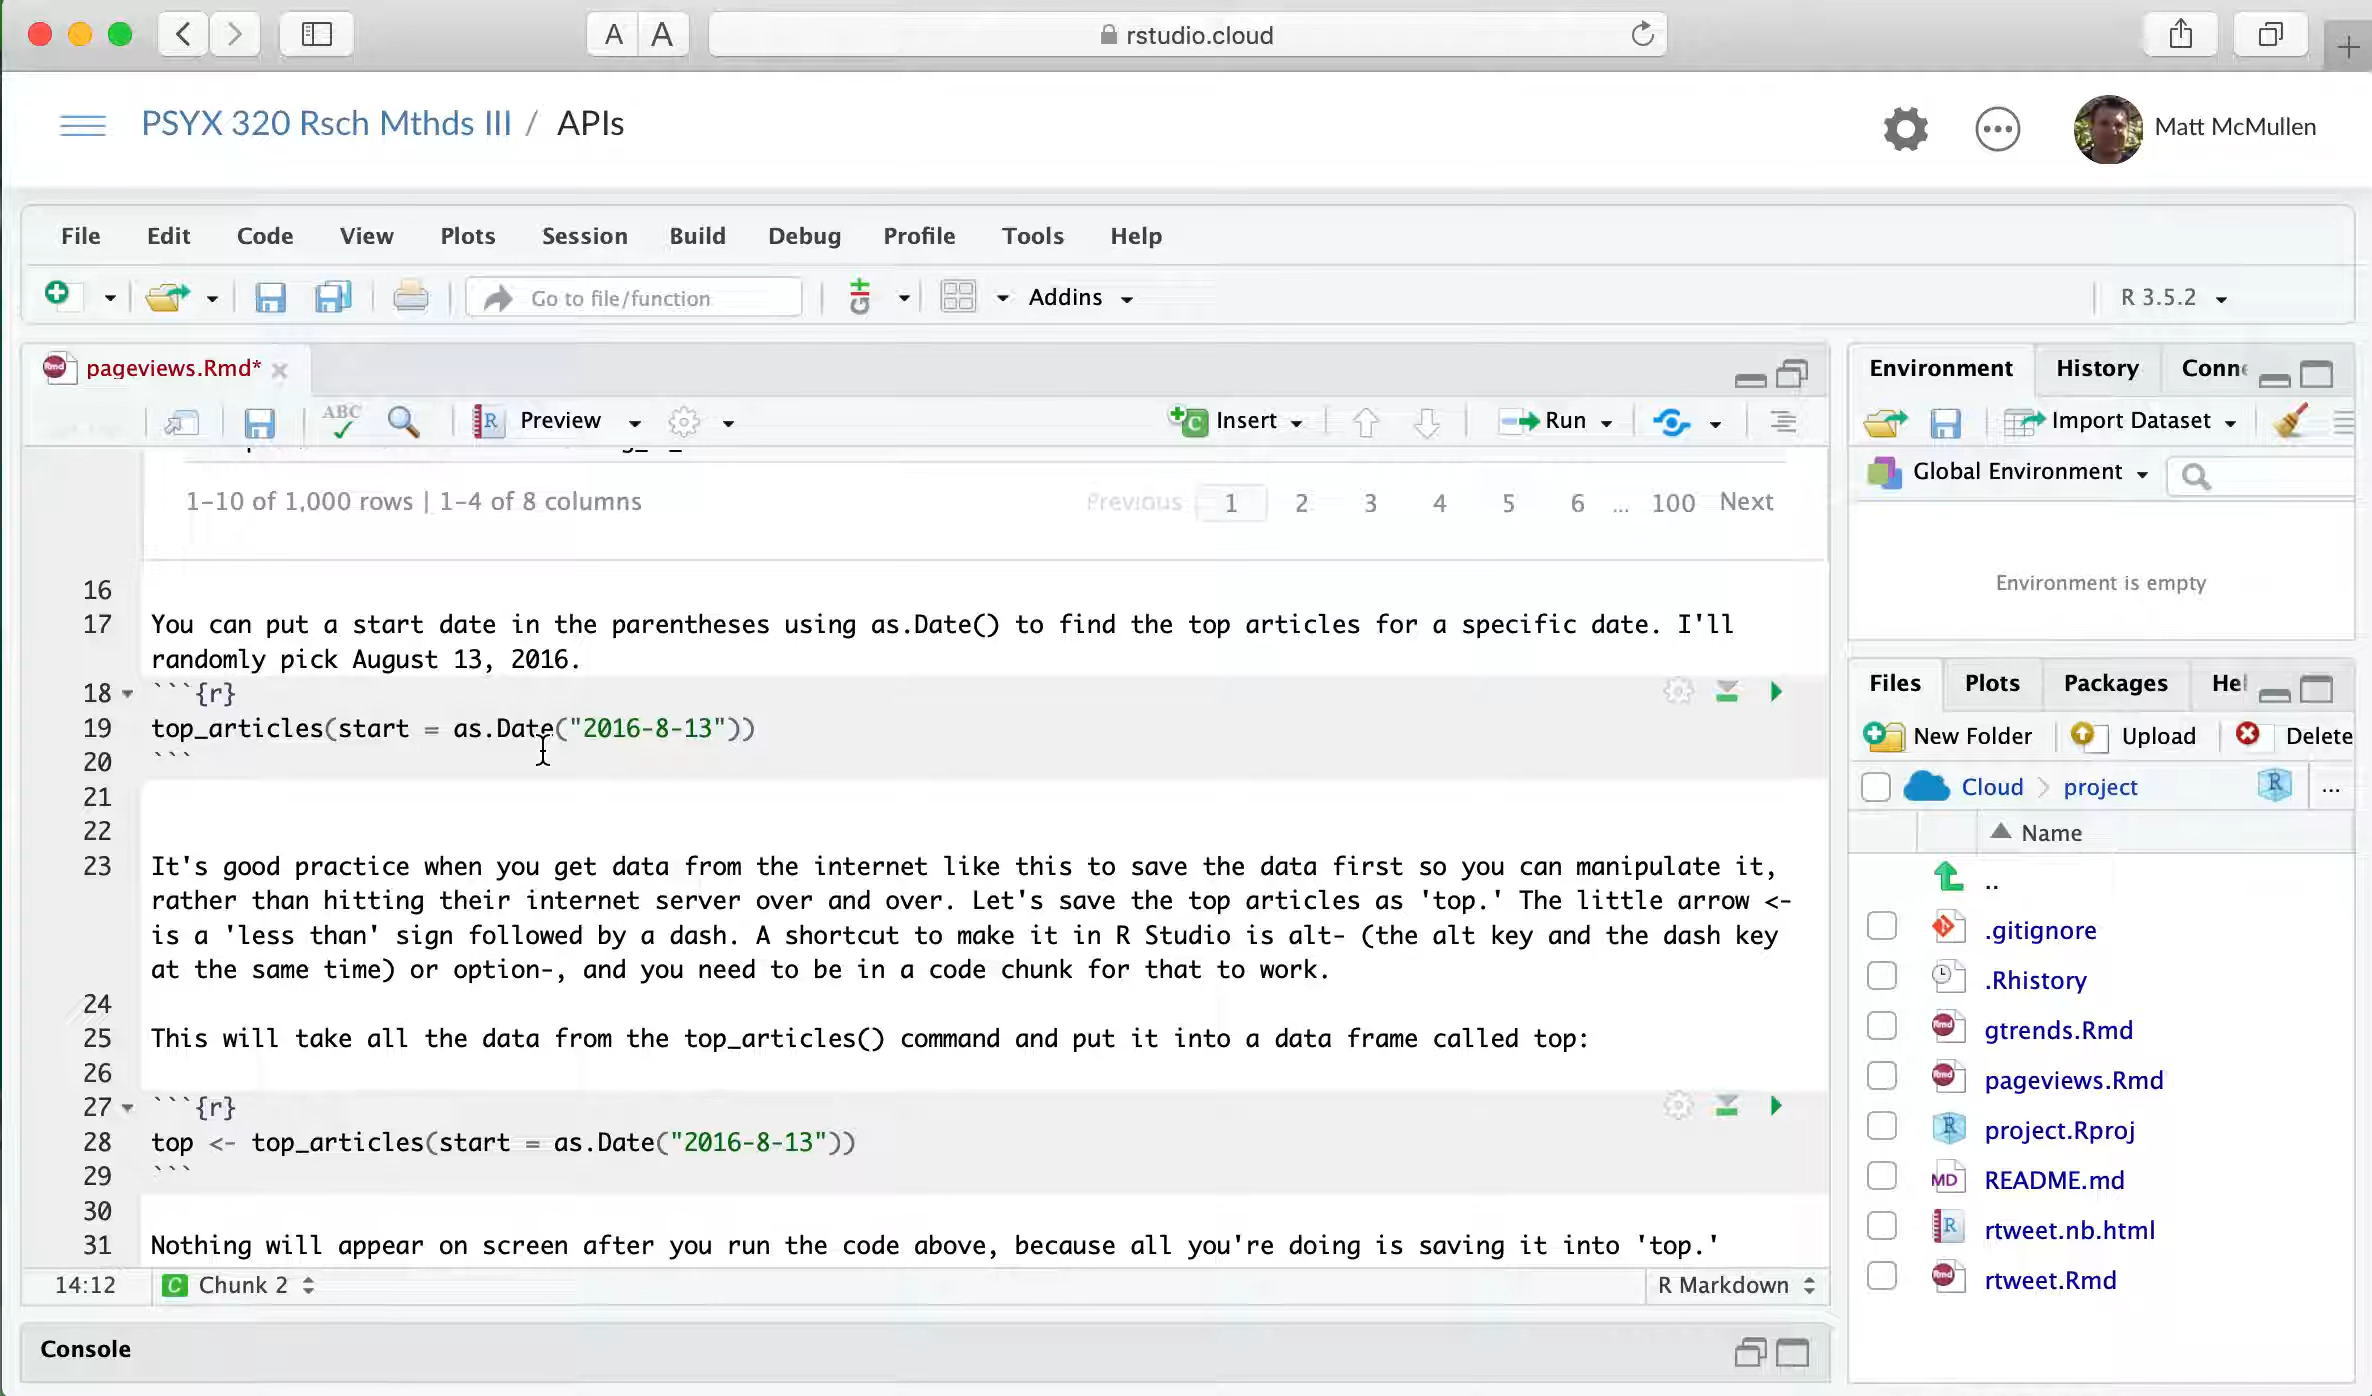 A A
rstudio.cloud
PSYX 320 Rsch Mthds III / APIs
Matt McMullen
File Edit Code View Plots Session Build Debug Profile Tools Help
Go to file/function
Addins
R 3.5.2
pageviews.Rmd*
ABC
Preview
Insert
Run
1-10 of 1,000 rows | 1-4 of 8 columns
Previous 1 2 3 4 5 6 ... 100 Next
16
17 You can put a start date in the parentheses using as.Date() to find the top articles for a specific date. I'll
randomly pick August 13, 2016.
18 ```{r}
19 top_articles(start = as.Date("2016-8-13"))
20 ```
21
22
23 It's good practice when you get data from the internet like this to save the data first so you can manipulate it,
rather than hitting their internet server over and over. Let's save the top articles as 'top.' The little arrow <-
is a 'less than' sign followed by a dash. A shortcut to make it in R Studio is alt- (the alt key and the dash key
at the same time) or option-, and you need to be in a code chunk for that to work.
24
25 This will take all the data from the top_articles() command and put it into a data frame called top:
26
27 ```{r}
28 top <- top_articles(start = as.Date("2016-8-13"))
29 ```
30
31 Nothing will appear on screen after you run the code above, because all you're doing is saving it into 'top.'
14:12 C Chunk 2
R Markdown
Console
Environment History Conne
Import Dataset
Global Environment
Environment is empty
Files Plots Packages Hel
New Folder Upload Delete
Cloud project R ...
Name
..
.gitignore
.Rhistory
Rmd gtrends.Rmd
Rmd pageviews.Rmd
R project.Rproj
MD README.md
R rtweet.nb.html
Rmd rtweet.Rmd